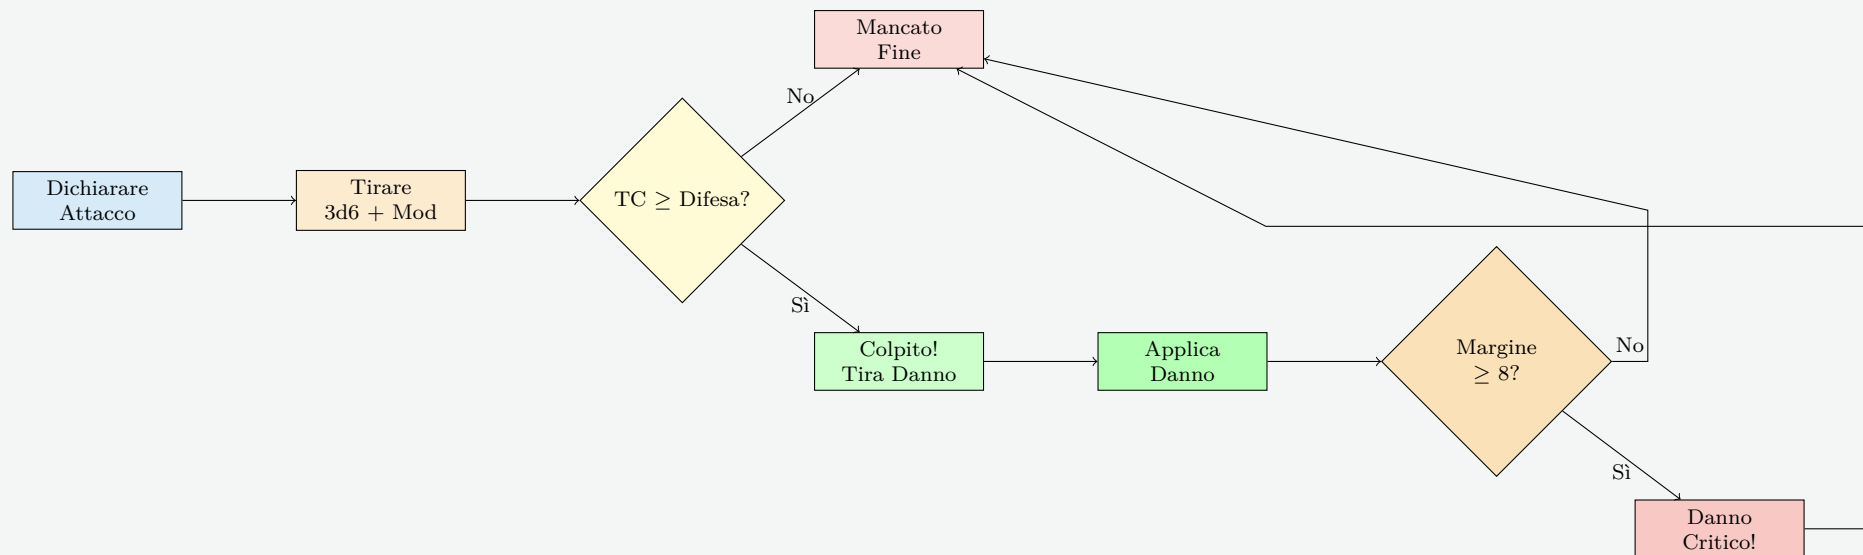 Mancato
Fine
No
Dichiarare
Attacco
Tirare
3d6 + Mod
TC ≥ Difesa?
Sì
Colpito!
Tira Danno
Applica
Danno
Margine
≥ 8?
No
Sì
Danno
Critico!